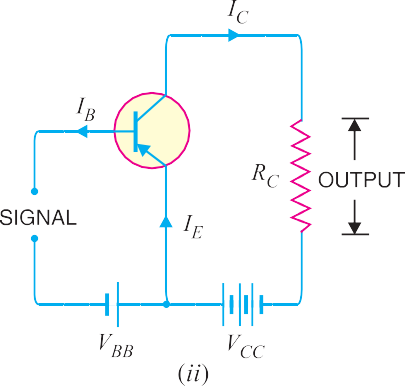 I_C
I_B
R_C
OUTPUT
SIGNAL
I_E
V_BB
V_CC
(ii)